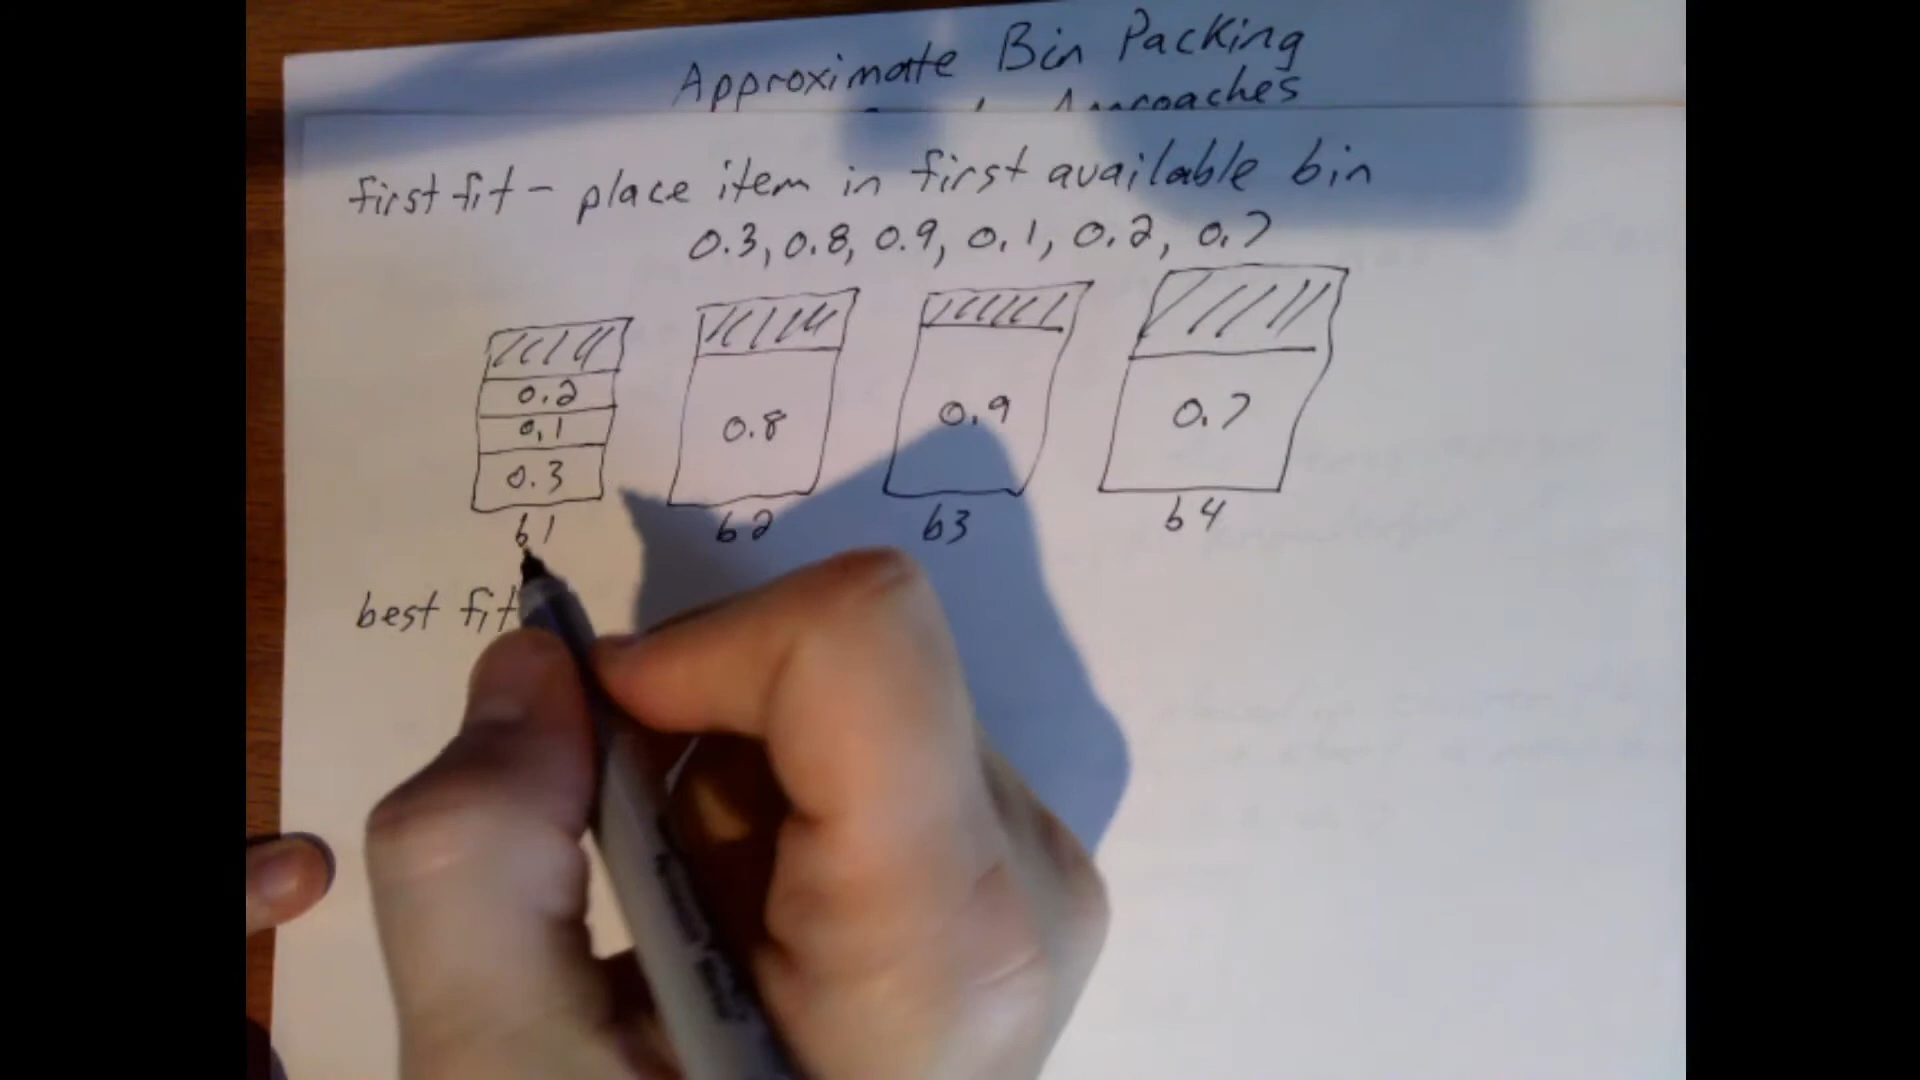 Approximate Bin Packing
Approaches
first fit - place item in first available bin
0.3, 0.8, 0.9, 0.1, 0.2, 0.7
0.2
0.1
0.3
0.8
0.9
0.7
b1
b2
b3
b4
best fit